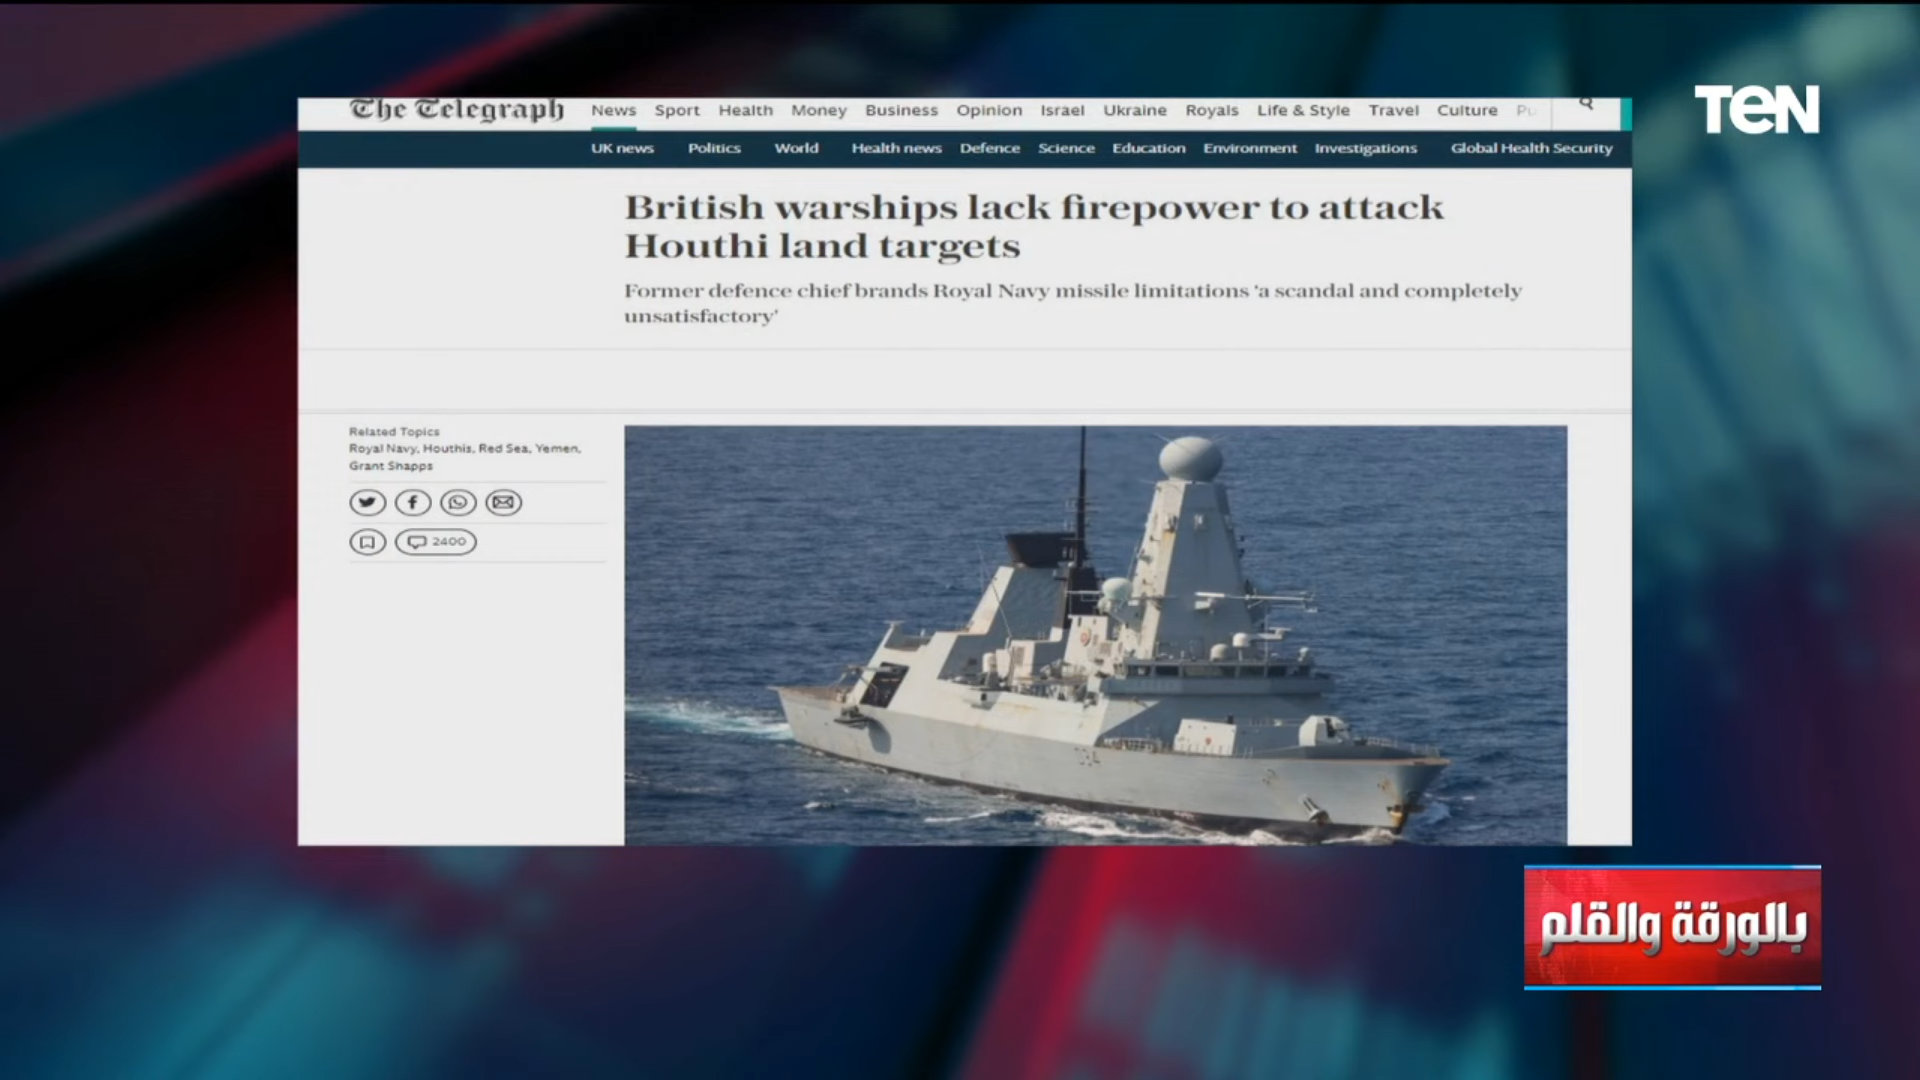 TeN
The Telegraph
News Sport Health Money Business Opinion Israel Ukraine Royals Life & Style Travel Culture
UK news Politics World Health news Defence Science Education Environment Investigations Global Health Security
British warships lack firepower to attack
Houthi land targets
Former defence chief brands Royal Navy missile limitations 'a scandal and completely
unsatisfactory'
Related Topics
Royal Navy, Houthis, Red Sea, Yemen,
Grant Shapps
2400
بالورقة والقلم